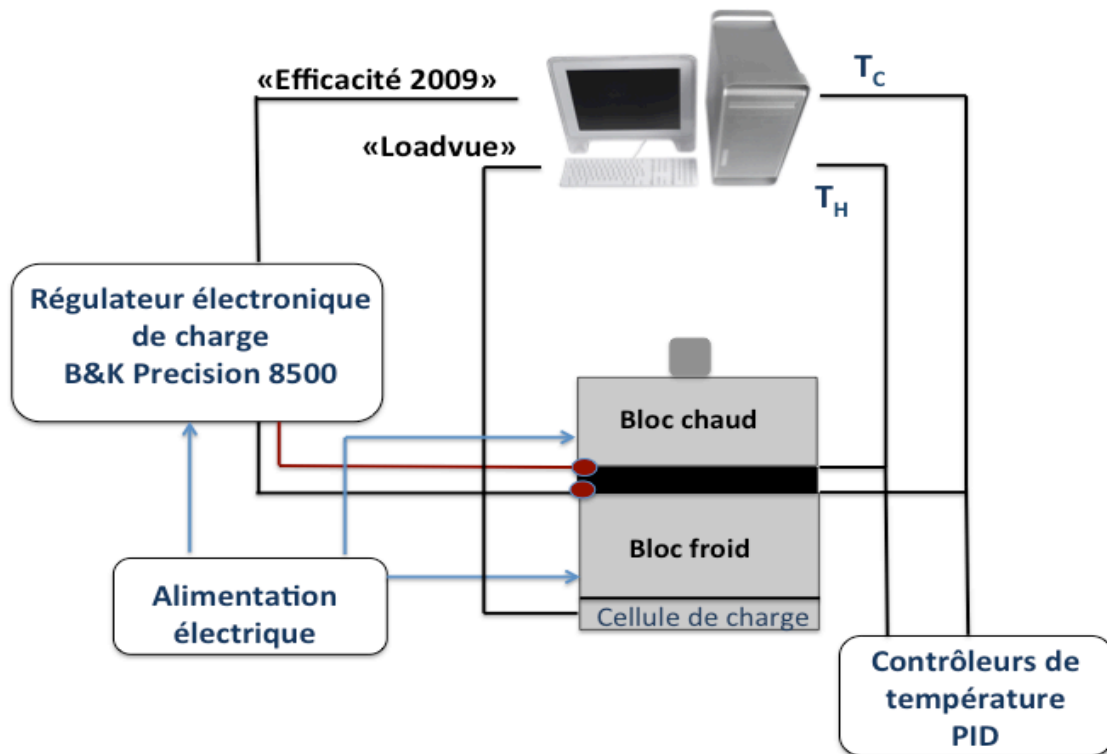 «Efficacité 2009»
T_C
«Loadvue»
T_H
Régulateur électronique
de charge
B&K Precision 8500
Bloc chaud
Bloc froid
Alimentation
électrique
Cellule de charge
Contrôleurs de
température
PID